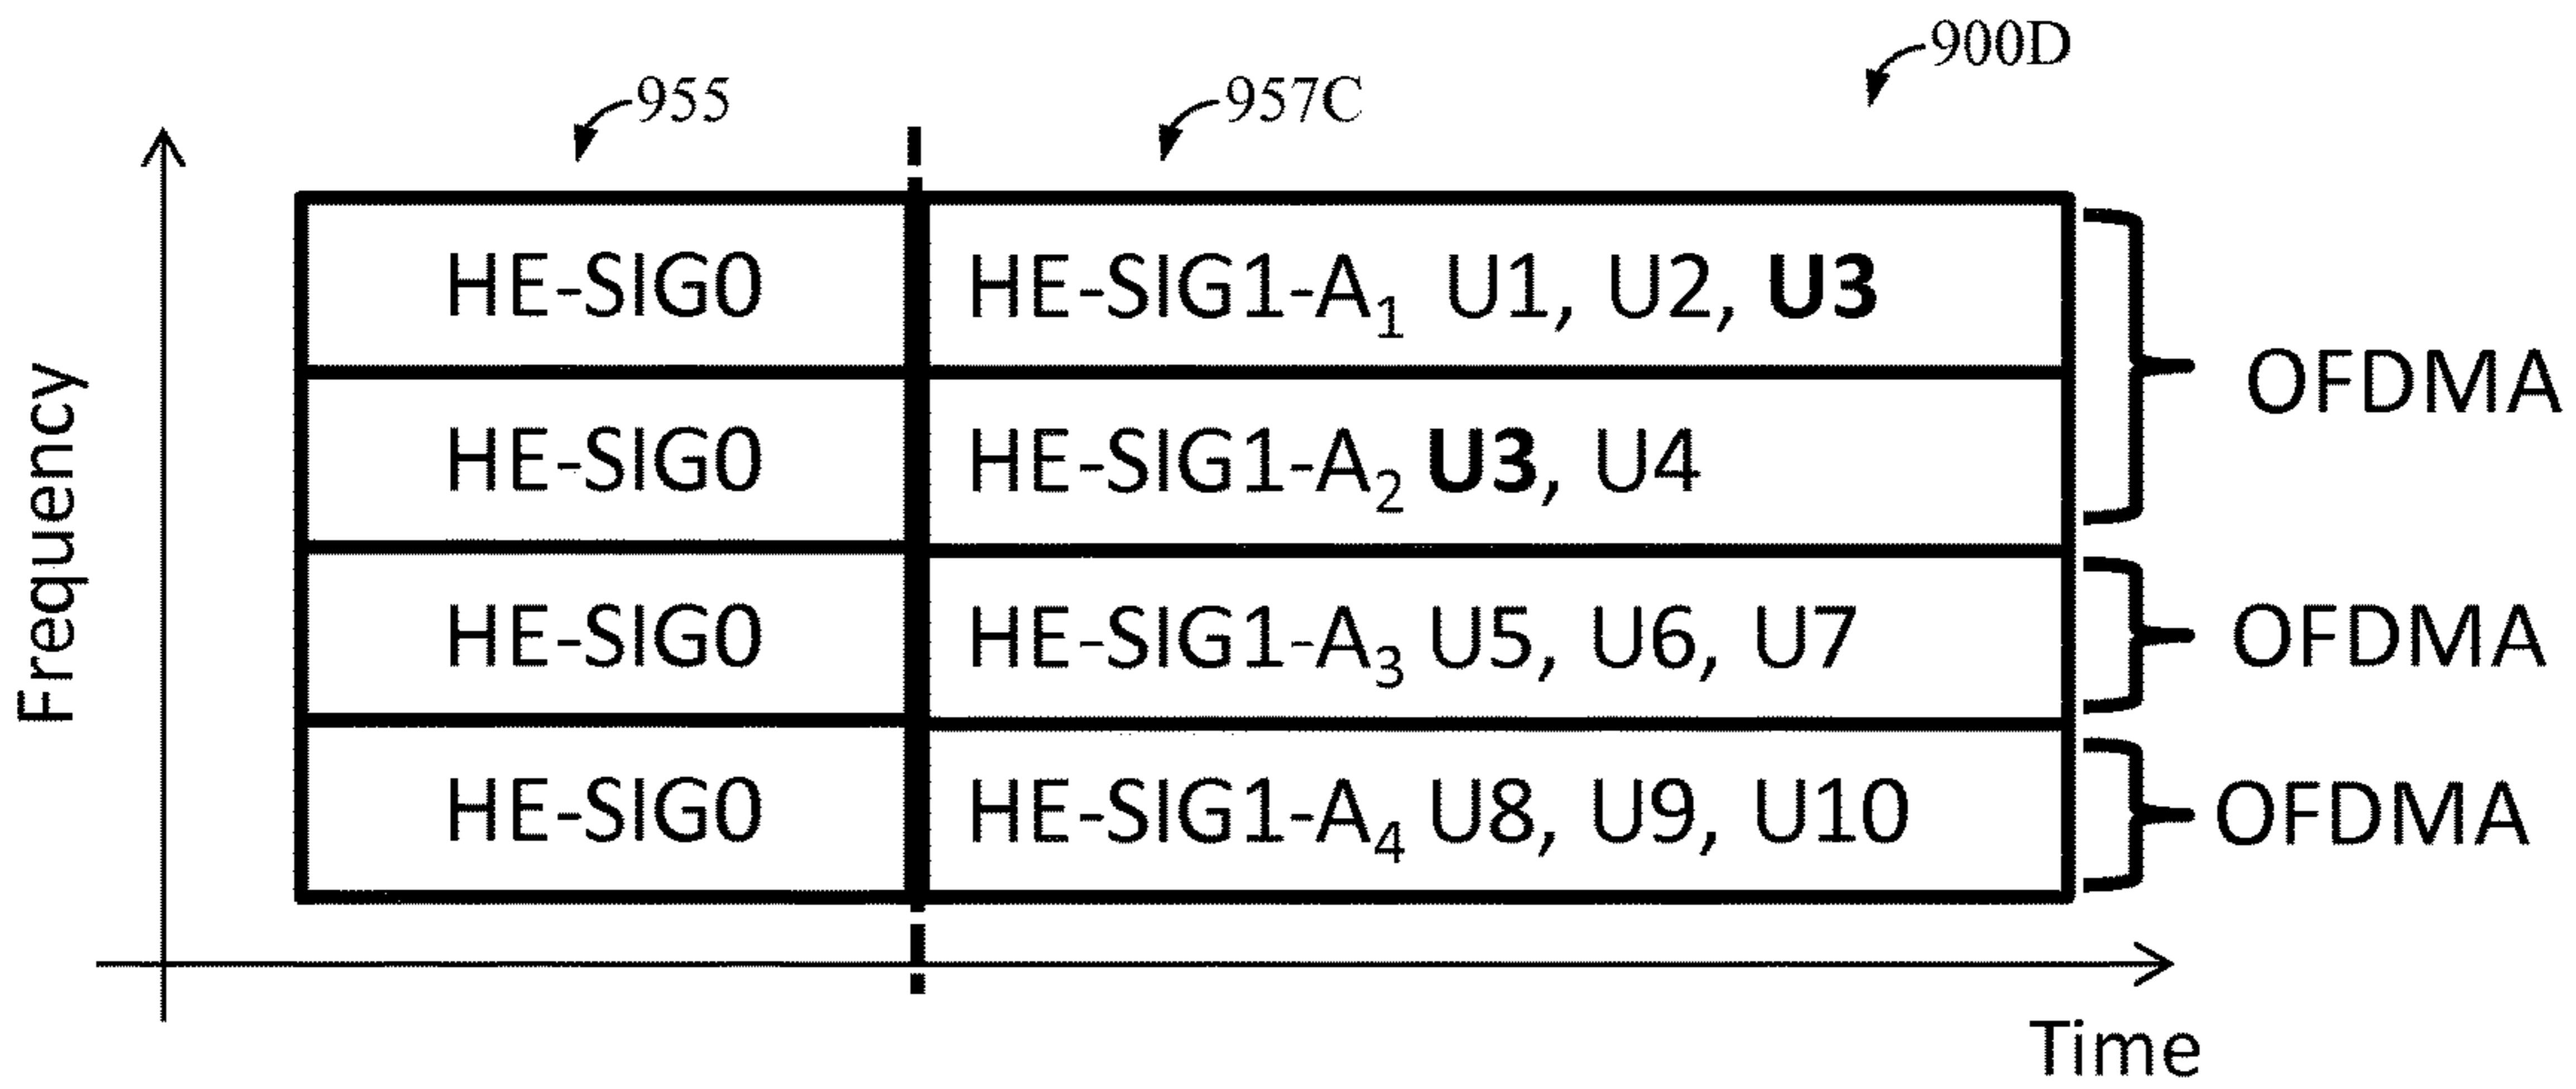 900D
955
957C
HE-SIG0 HE-SIG1-A1 U1, U2, U3
OFDMA
HE-SIG0 HE-SIG1-A2 U3, U4
HE-SIG0 HE-SIG1-A3 U5, U6, U7 OFDMA
HE-SIG0 HE-SIG1-A4 U8, U9, U10 OFDMA
Frequency
Time